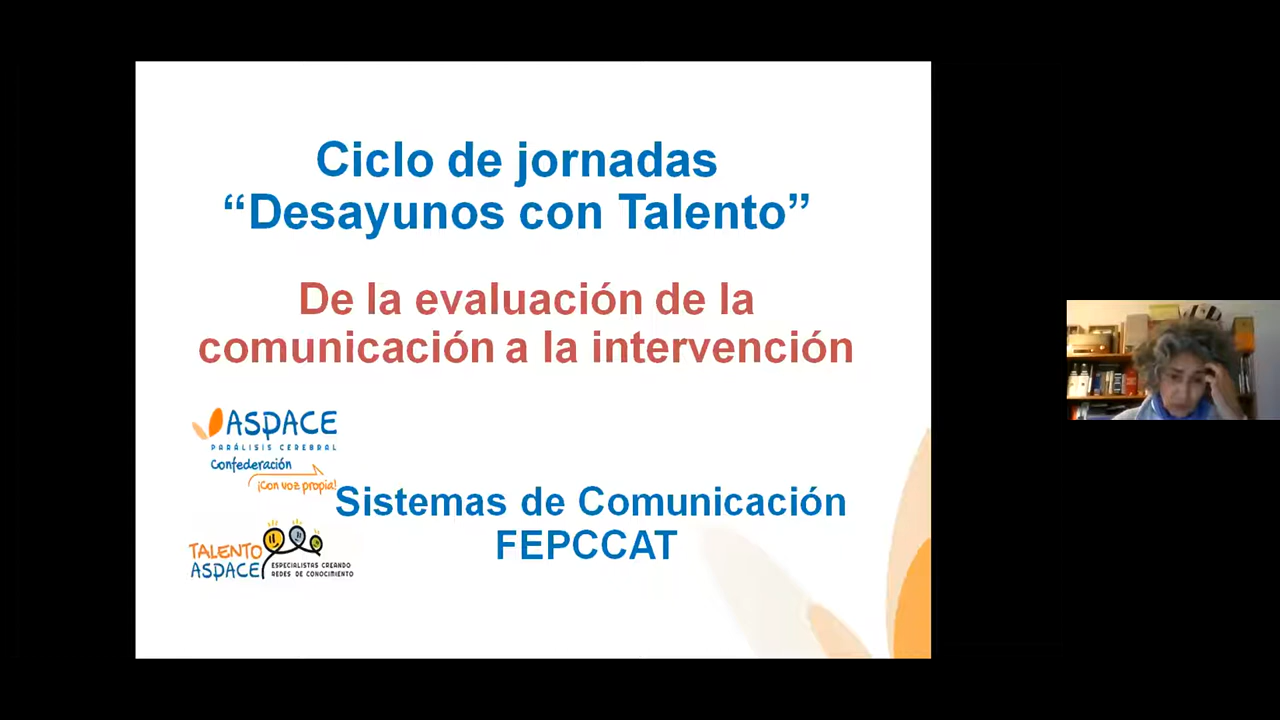 Ciclo de jornadas
“Desayunos con Talento”
De la evaluación de la
comunicación a la intervención
ASPACE
PARÁLISIS CEREBRAL
Confederación
¡Con voz propia!
Sistemas de Comunicación
FEPCCAT
TALENTO
ASPACE
ESPECIALISTAS CREANDO
REDES DE CONOCIMIENTO